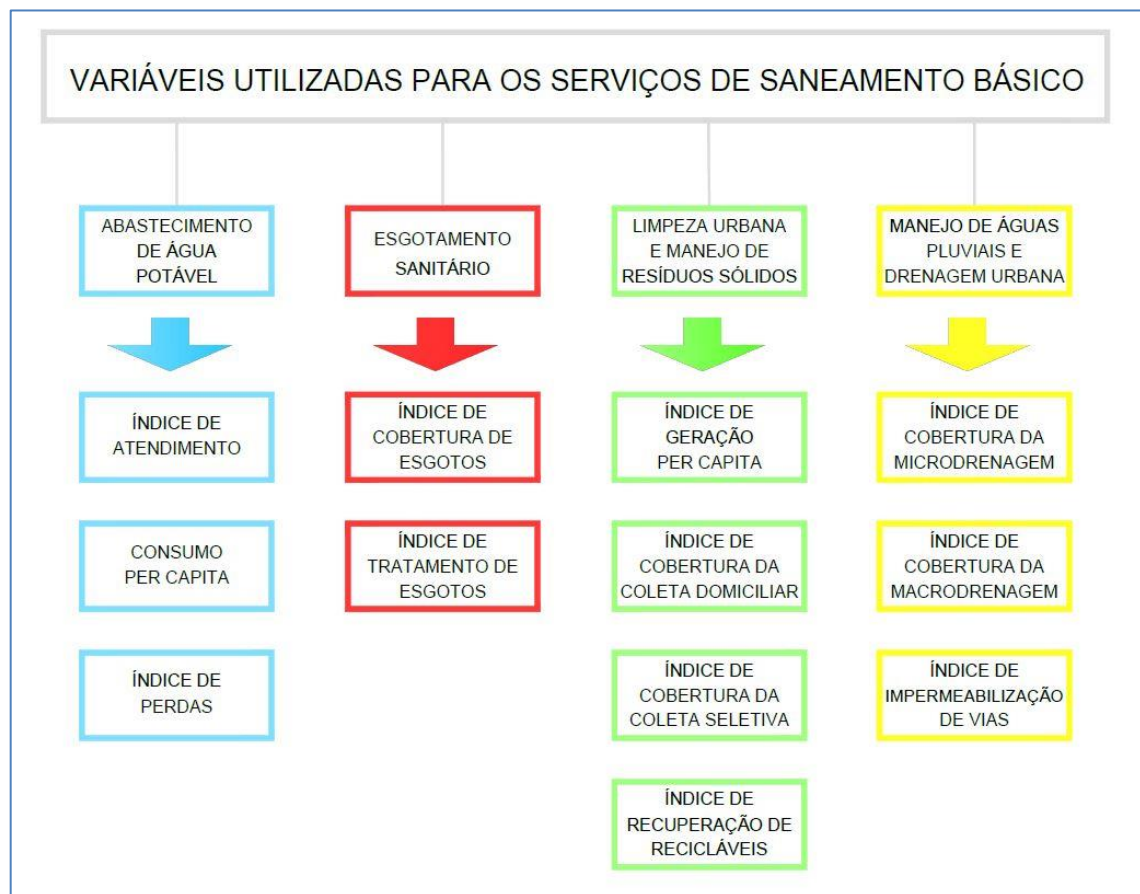 VARIÁVEIS UTILIZADAS PARA OS SERVIÇOS DE SANEAMENTO BÁSICO
ABASTECIMENTO
DE ÁGUA
POTÁVEL
ÍNDICE DE
ATENDIMENTO
CONSUMO
PER CAPITA
ÍNDICE DE
PERDAS
ESGOTAMENTO
SANITÁRIO
ÍNDICE DE
COBERTURA DE
ESGOTOS
ÍNDICE DE
TRATAMENTO DE
ESGOTOS
LIMPEZA URBANA
E MANEJO DE
RESÍDUOS SÓLIDOS
ÍNDICE DE
GERAÇÃO
PER CAPITA
ÍNDICE DE
COBERTURA DA
COLETA DOMICILIAR
ÍNDICE DE
COBERTURA DA
COLETA SELETIVA
ÍNDICE DE
RECUPERAÇÃO DE
RECICLÁVEIS
MANEJO DE ÁGUAS
PLUVIAIS E
DRENAGEM URBANA
ÍNDICE DE
COBERTURA DA
MICRODRENAGEM
ÍNDICE DE
COBERTURA DA
MACRODRENAGEM
ÍNDICE DE
IMPERMEABILIZAÇÃO
DE VIAS